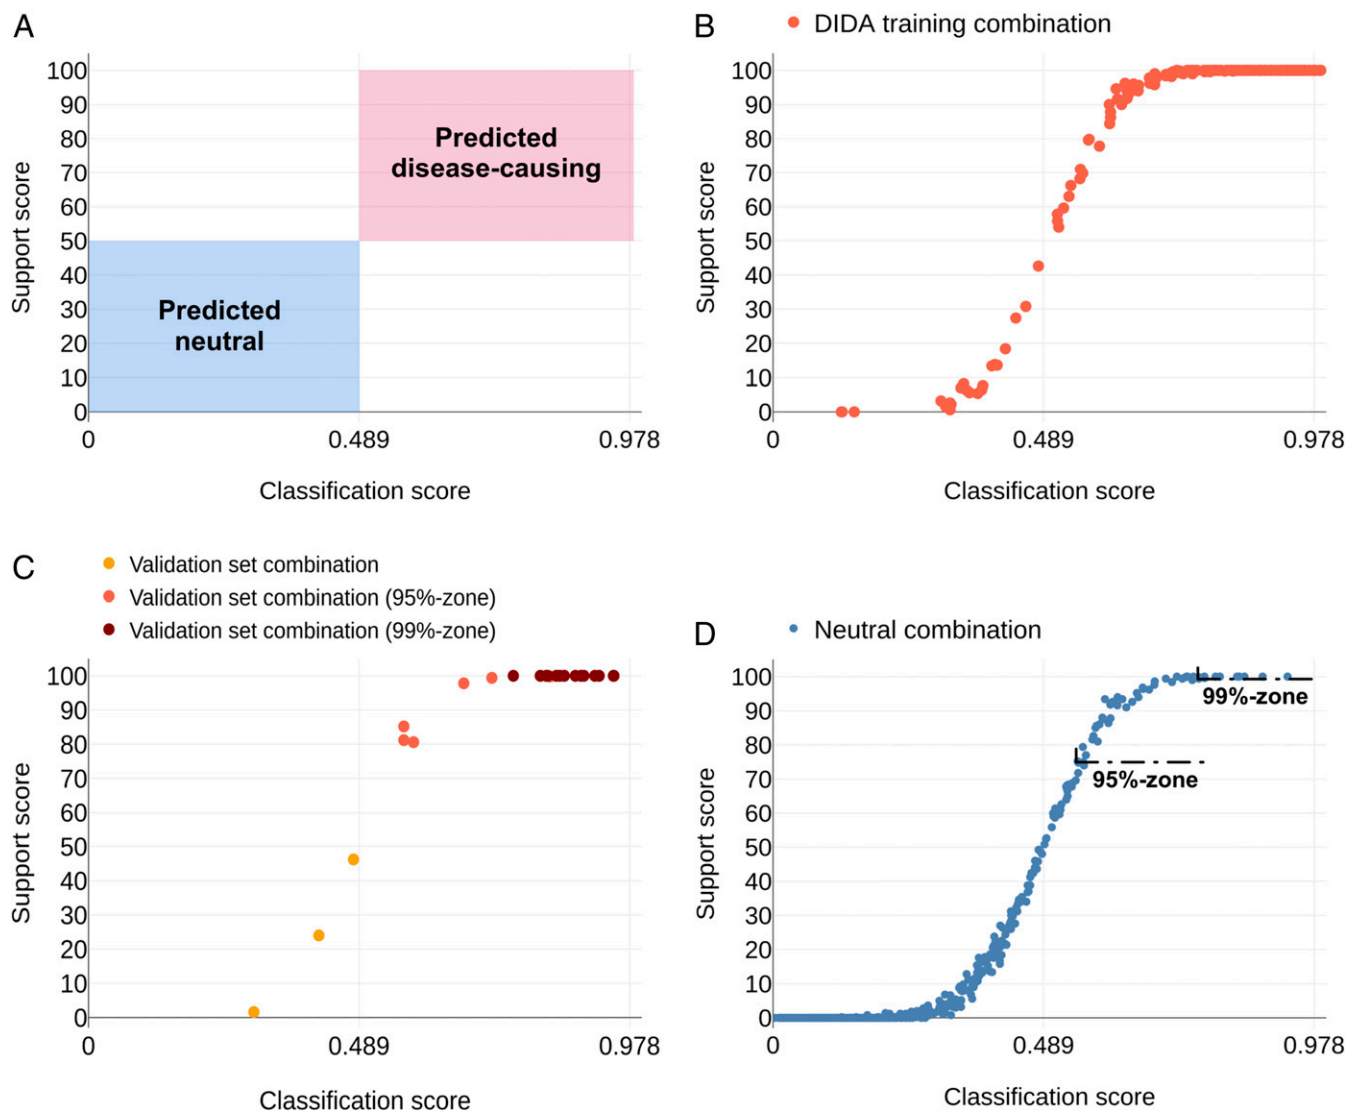 A
100
90
80
70
60
50
40
30
20
10
0
Support score
Predicted
disease-causing
Predicted
neutral
0
0.489
0.978
Classification score
B
DIDA training combination
100
90
80
70
60
50
40
30
20
10
0
Support score
0
0.489
0.978
Classification score
C
Validation set combination
Validation set combination (95%-zone)
Validation set combination (99%-zone)
100
90
80
70
60
50
40
30
20
10
0
Support score
0
0.489
0.978
Classification score
D
Neutral combination
100
90
80
70
60
50
40
30
20
10
0
Support score
99%-zone
95%-zone
0
0.489
0.978
Classification score